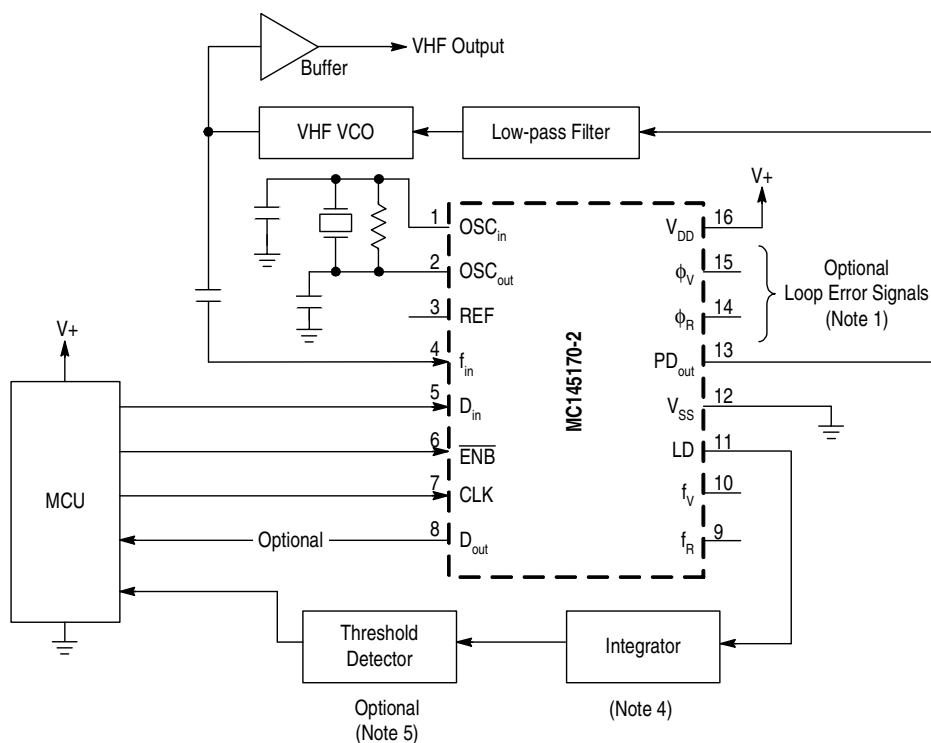 VHF Output
Buffer
VHF VCO
Low-pass Filter
V+
1
OSCin
16
VDD
2
OSCout
15
ϕV
Optional
Loop Error Signals
(Note 1)
3
REF
14
ϕR
MC145170-2
V+
4
fin
13
PDout
5
Din
12
VSS
6
ENB
11
LD
MCU
7
CLK
10
fV
Optional
8
Dout
9
fR
Threshold
Detector
Integrator
Optional
(Note 5)
(Note 4)